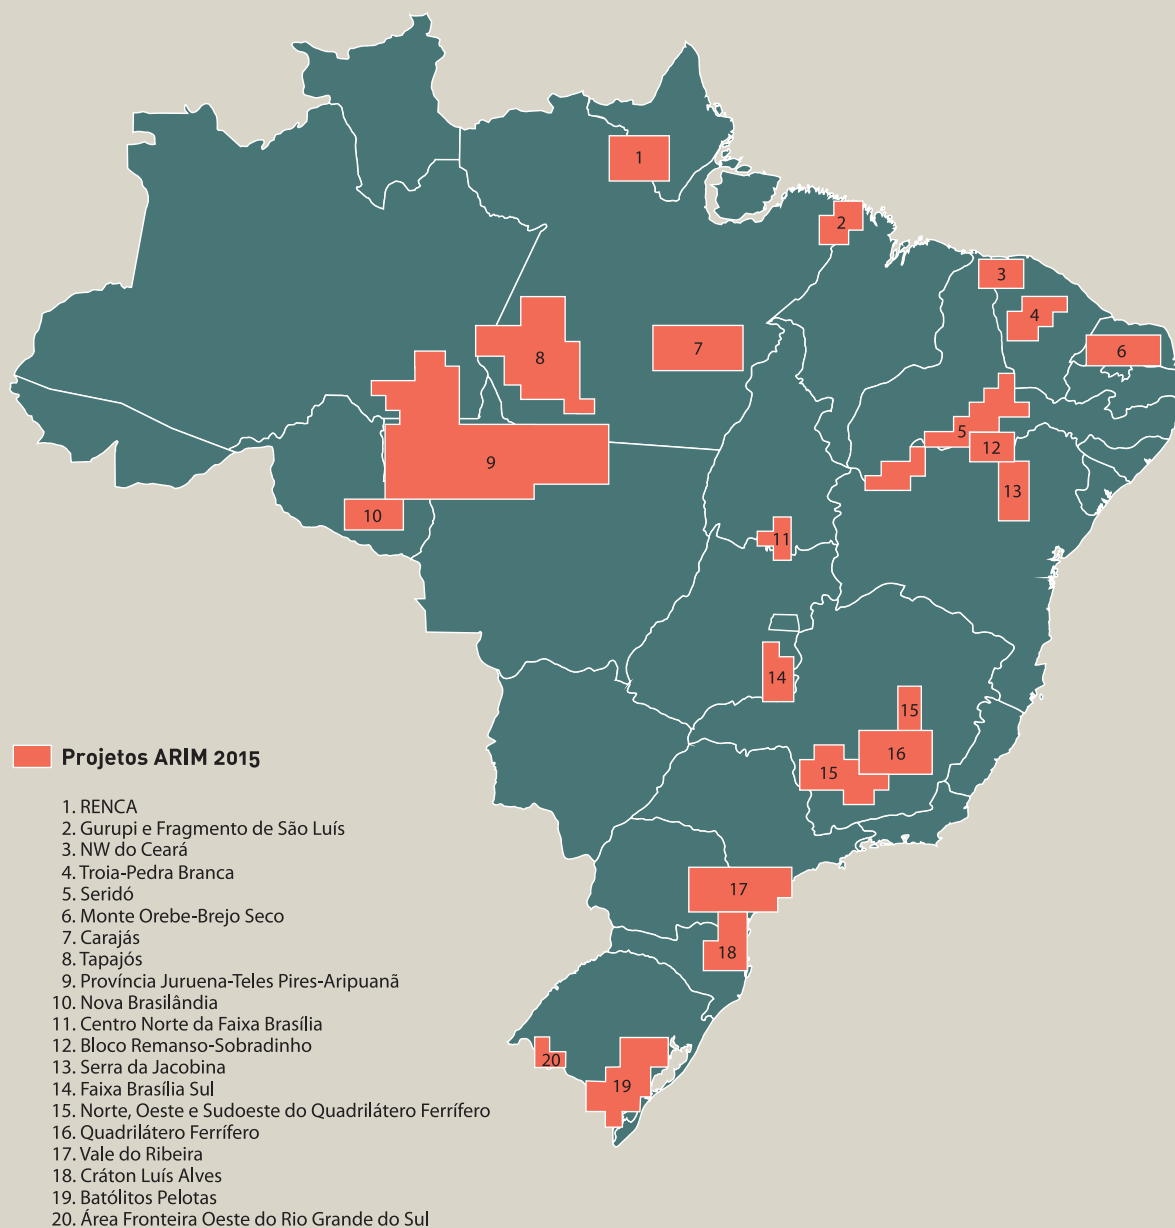 1
2
3
4
6
7
8
5
12
9
13
10
11
14
15
16
15
17
18
20
19
Projetos ARIM 2015
1. RENCA
2. Gurupi e Fragmento de São Luís
3. NW do Ceará
4. Troia-Pedra Branca
5. Seridó
6. Monte Orebe-Brejo Seco
7. Carajás
8. Tapajós
9. Província Juruena-Teles Pires-Aripuanã
10. Nova Brasilândia
11. Centro Norte da Faixa Brasília
12. Bloco Remanso-Sobradinho
13. Serra da Jacobina
14. Faixa Brasília Sul
15. Norte, Oeste e Sudoeste do Quadrilátero Ferrífero
16. Quadrilátero Ferrífero
17. Vale do Ribeira
18. Cráton Luís Alves
19. Batólitos Pelotas
20. Área Fronteira Oeste do Rio Grande do Sul